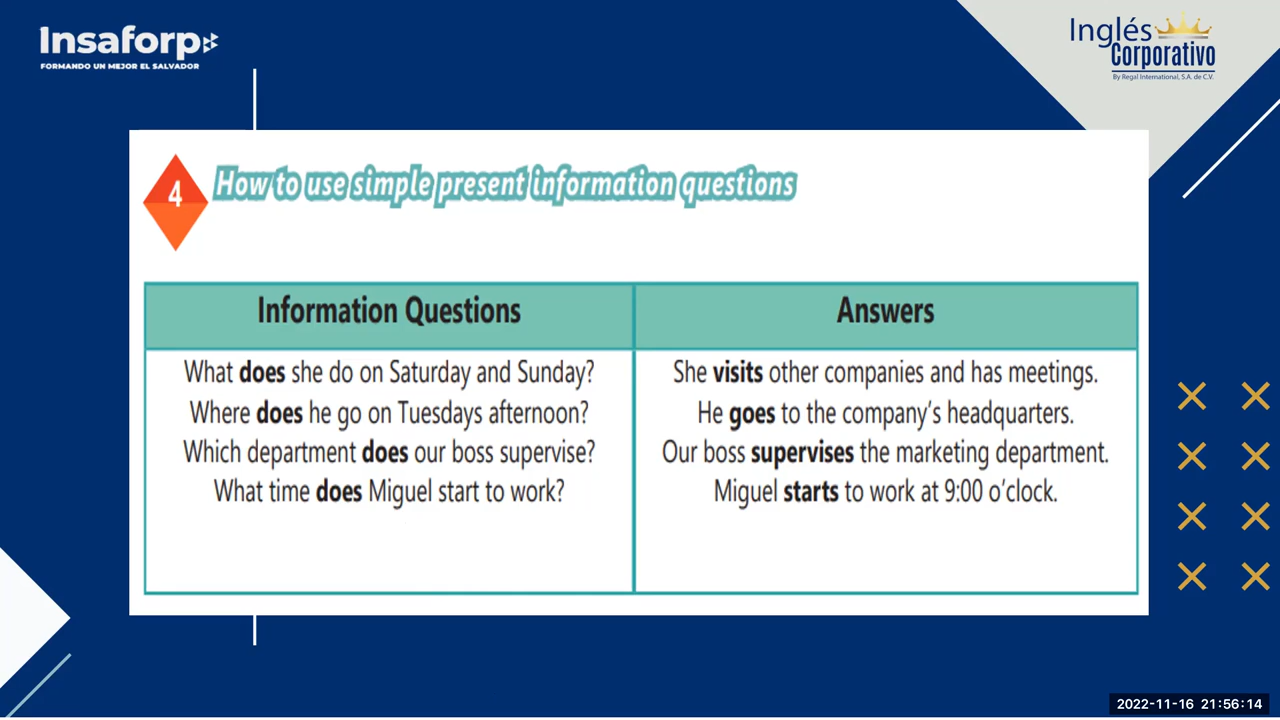 Insaforp
FORMANDO UN MEJOR EL SALVADOR
Inglés
Corporativo
By Regal International, S.A. de C.V.
4
How to use simple present information questions
Information Questions
Answers
What does she do on Saturday and Sunday?
She visits other companies and has meetings.
Where does he go on Tuesdays afternoon?
He goes to the company's headquarters.
Which department does our boss supervise?
Our boss supervises the marketing department.
What time does Miguel start to work?
Miguel starts to work at 9:00 o'clock.
2022-11-16 21:56:14